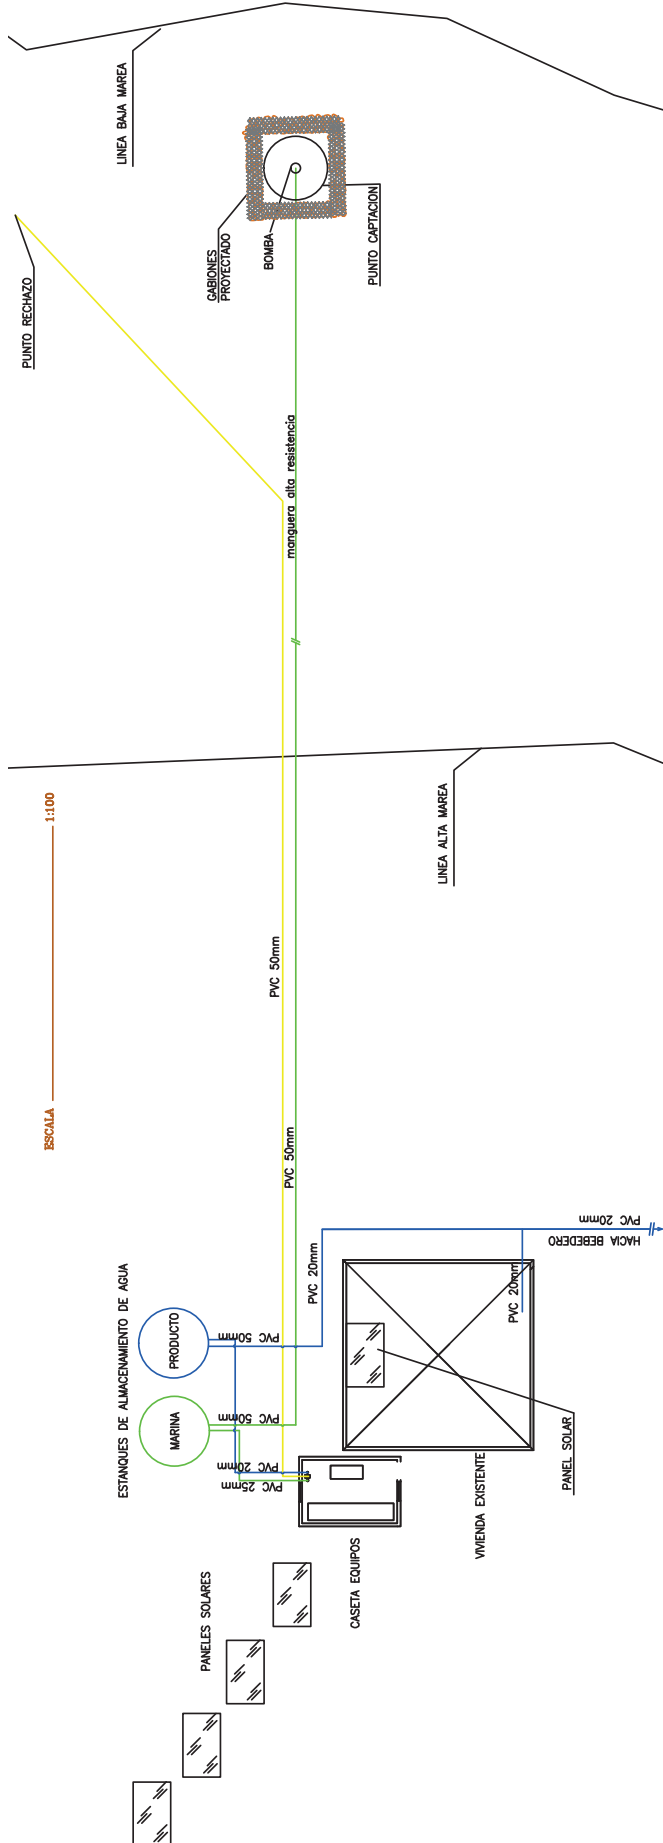 LINEA BAJA MAREA
PUNTO RECHAZO
GABIONES
PROYECTADO
BOMBA
PUNTO CAPTACION
manguera alta resistencia
LINEA ALTA MAREA
ESCALA
1:100
PVC 50mm
PVC 50mm
ESTANQUES DE ALMACENAMIENTO DE AGUA
PRODUCTO
MARINA
PVC 50mm
PVC 50mm
PVC 20mm
PVC 25mm
PVC 20mm
PVC 20mm
PVC 20mm
HACIA BEBEDERO
PANEL SOLAR
VIVIENDA EXISTENTE
CASETA EQUIPOS
PANELES SOLARES